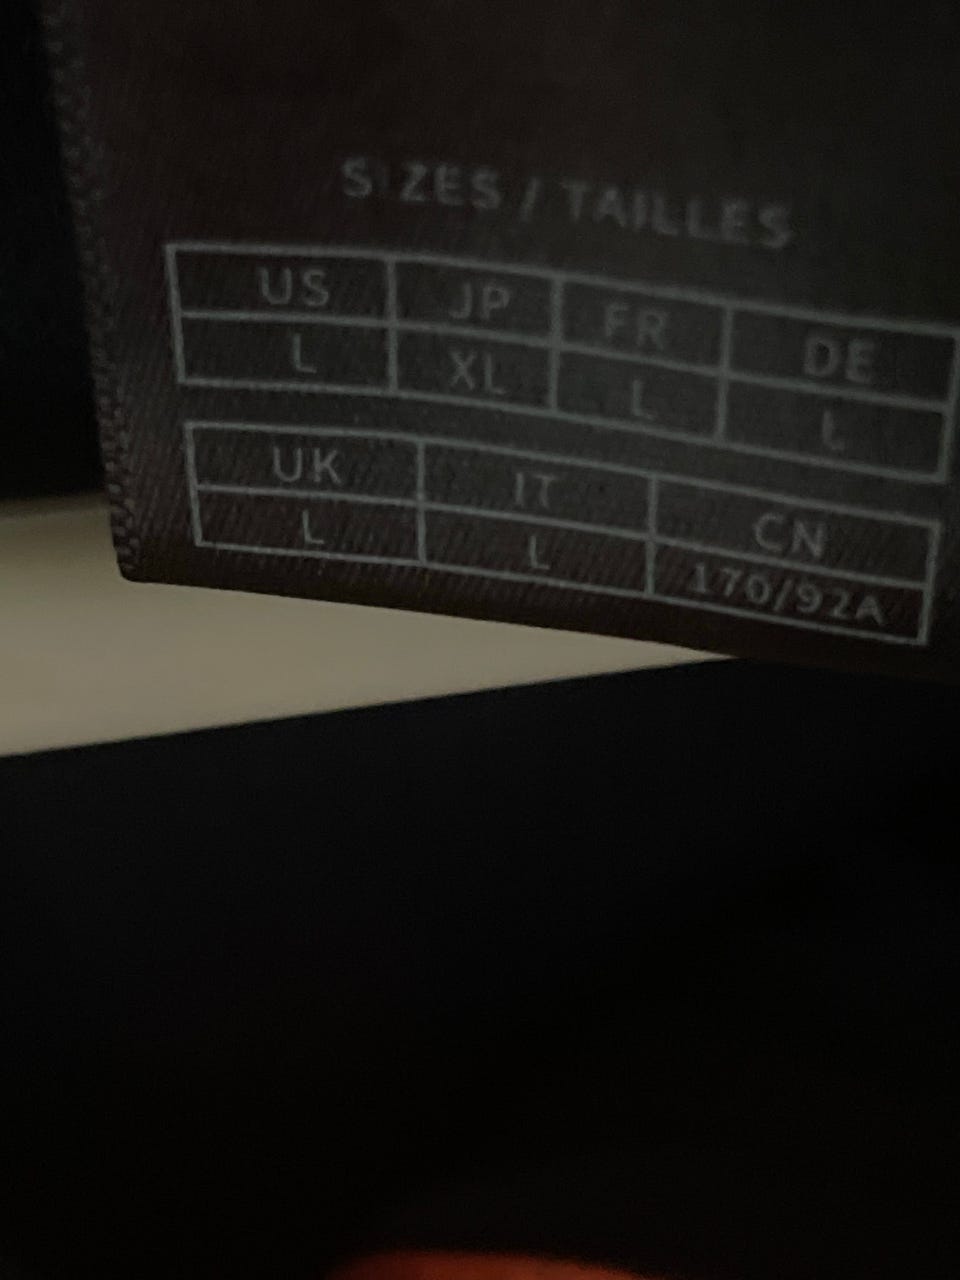 SIZES / TAILLES
US JP FR DE
L XL L L
UK IT CN
L L 170/92A